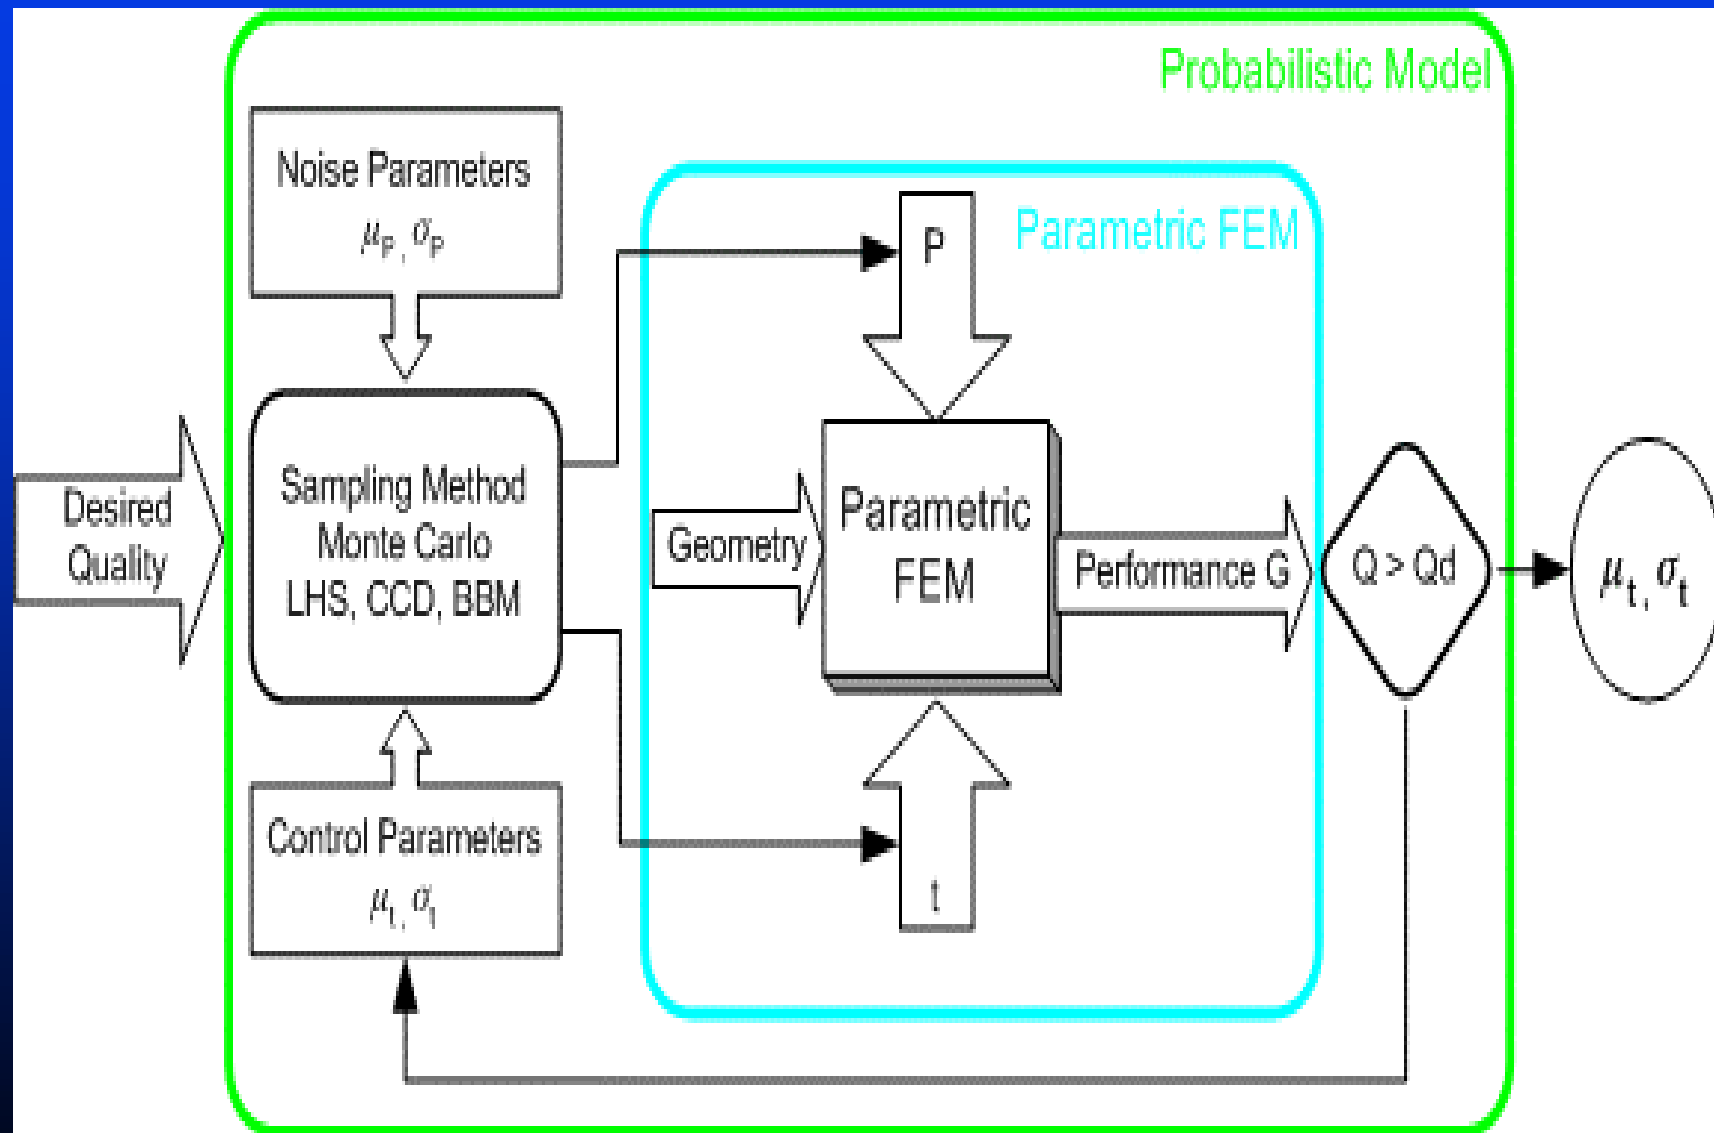 Probabilistic Model
Noise Parameters
μP, σP
Parametric FEM
P
Desired
Quality
Sampling Method
Monte Carlo
LHS, CCD, BBM
Geometry
Parametric
FEM
Performance G
Q > Qd
μt, σt
Control Parameters
μt, σt
t